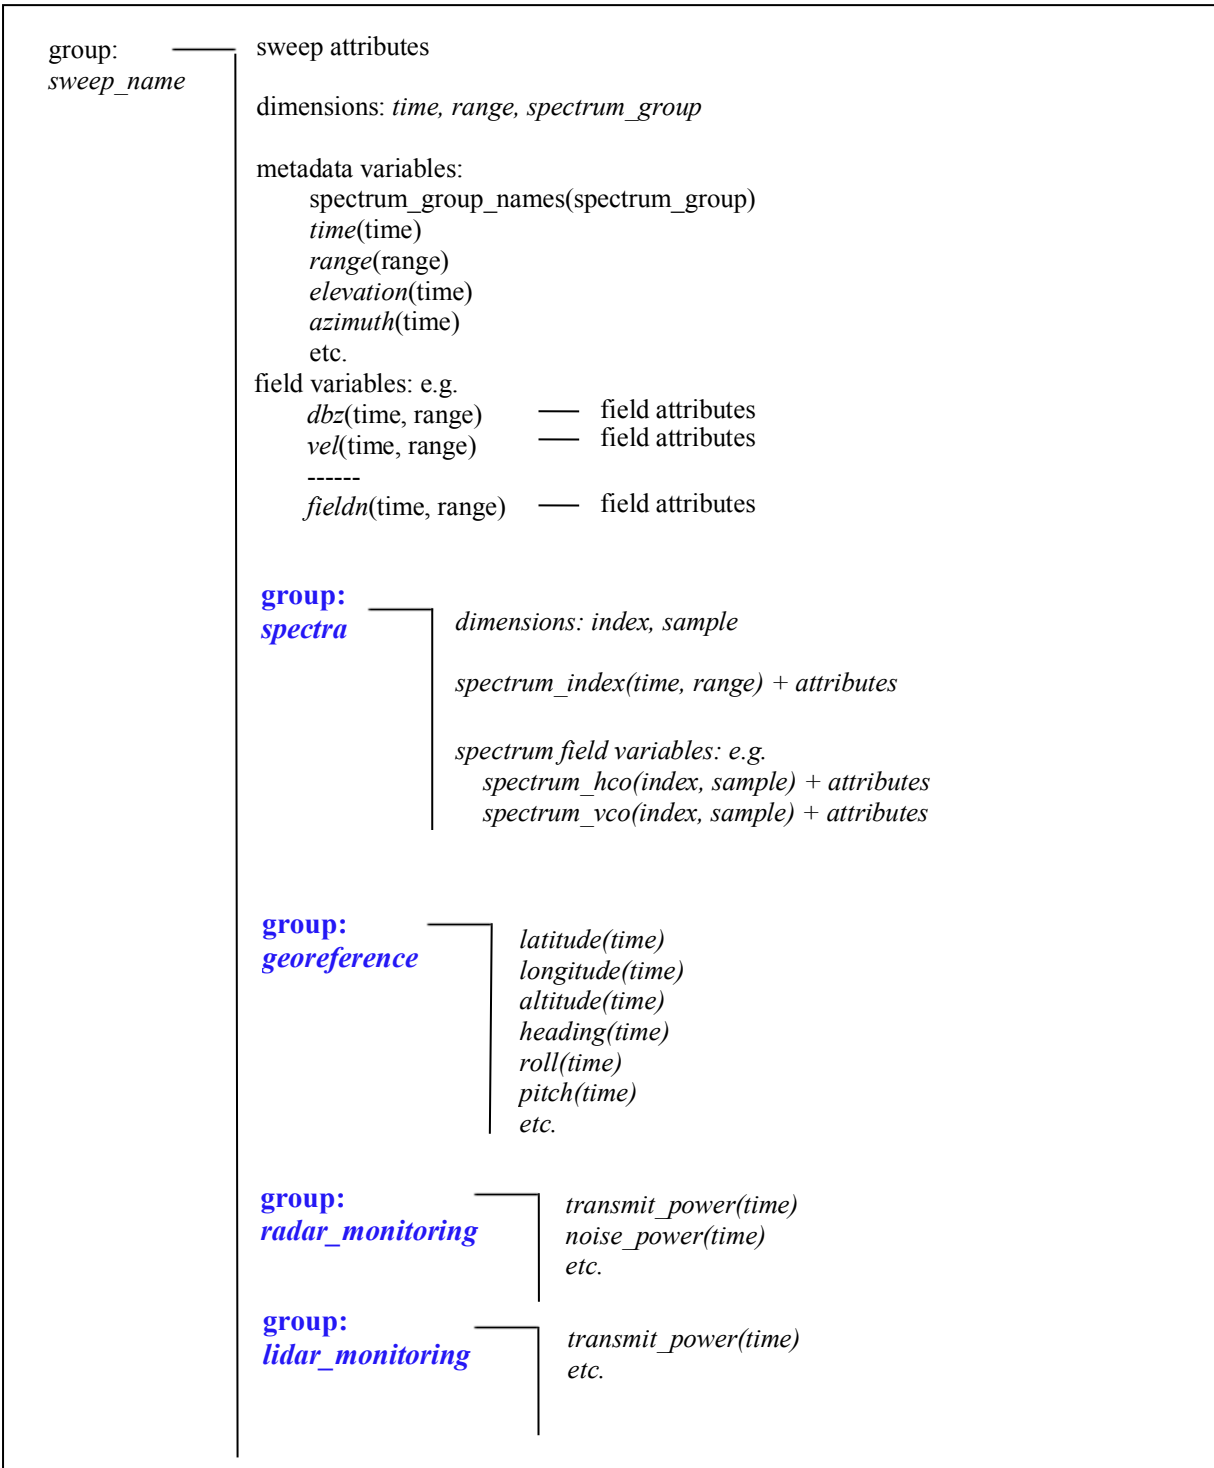 group:
sweep_name
sweep attributes
dimensions: time, range, spectrum_group
metadada variables:
spectrum_group_names(spectrum_group)
time(time)
range(range)
elevation(time)
azimuth(time)
etc.
field variables: e.g.
dbz(time, range) field attributes
vel(time, range) field attributes
------
fieldn(time, range) field attributes
group:
spectra
dimensions: index, sample
spectrum_index(time, range) + attributes
spectrum field variables: e.g.
spectrum_hco(index, sample) + attributes
spectrum_vco(index, sample) + attributes
group:
georeference
latitude(time)
longitude(time)
altitude(time)
heading(time)
roll(time)
pitch(time)
etc.
group:
radar_monitoring
transmit_power(time)
noise_power(time)
etc.
group:
lidar_monitoring
transmit_power(time)
etc.